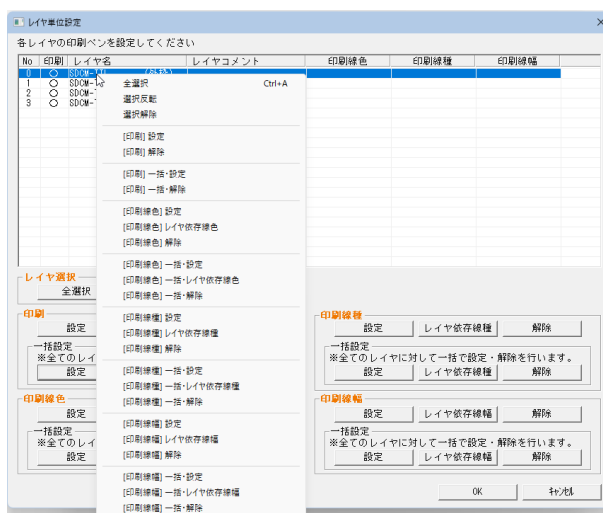 レイヤ単位設定
各レイヤの印刷ペンを設定してください
No 印刷 レイヤ名 レイヤコメント 印刷線色 印刷線種 印刷線幅
0 ○
1 ○ SDCM-
2 ○ SDCM-
3 ○ SDCM-
全選択 Ctrl+A
選択反転
選択解除
[印刷] 設定
[印刷] 解除
[印刷] 一括・設定
[印刷] 一括・解除
[印刷線色] 設定
[印刷線色] レイヤ依存線色
[印刷線色] 解除
[印刷線色] 一括・設定
[印刷線色] 一括・レイヤ依存線色
[印刷線色] 一括・解除
[印刷線種] 設定
[印刷線種] レイヤ依存線種
[印刷線種] 解除
[印刷線種] 一括・設定
[印刷線種] 一括・レイヤ依存線種
[印刷線種] 一括・解除
[印刷線幅] 設定
[印刷線幅] レイヤ依存線幅
[印刷線幅] 解除
[印刷線幅] 一括・設定
[印刷線幅] 一括・レイヤ依存線幅
[印刷線幅] 一括・解除
レイヤ選択
全選択
印刷
設定
一括設定
※全てのレイ
設定
印刷線色
設定
一括設定
※全てのレイ
設定
印刷線種
設定 レイヤ依存線種 解除
一括設定
※全てのレイヤに対して一括で設定・解除を行います。
設定 レイヤ依存線種 解除
印刷線幅
設定 レイヤ依存線幅 解除
一括設定
※全てのレイヤに対して一括で設定・解除を行います。
設定 レイヤ依存線幅 解除
OK ｷｬﾝｾﾙ